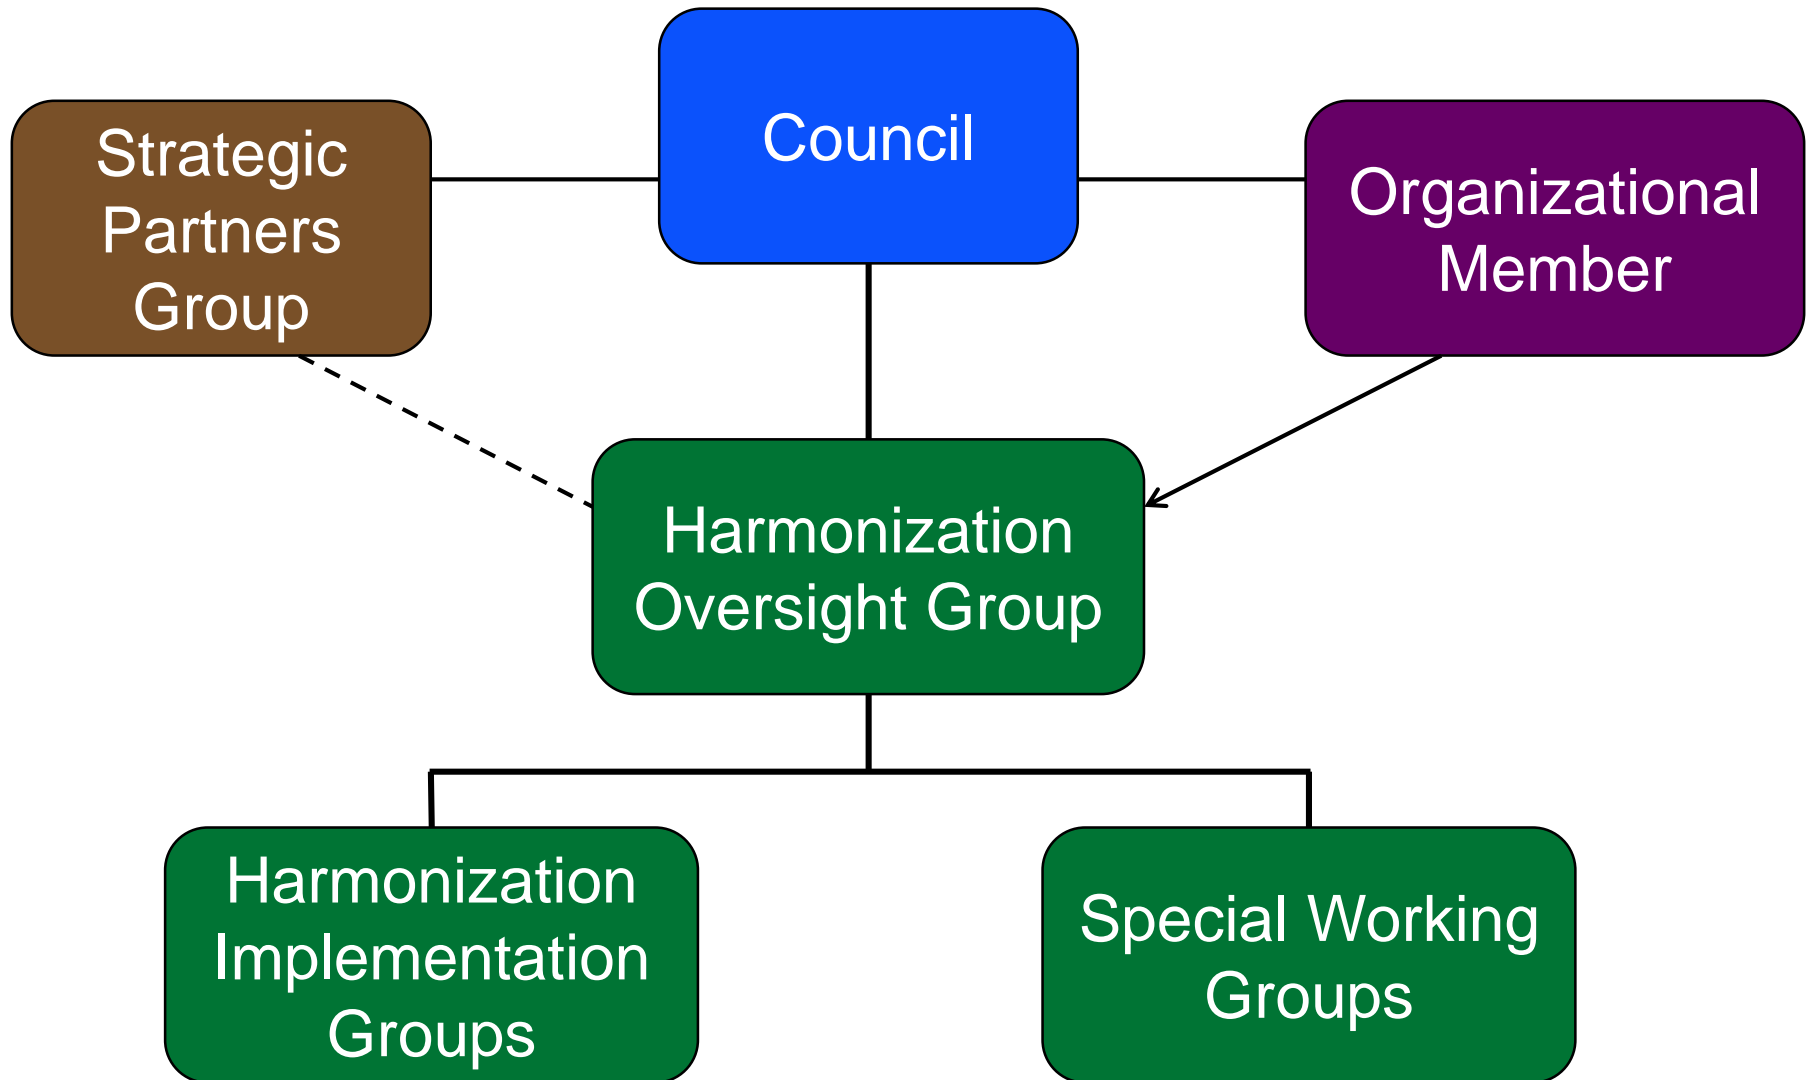 Council
Strategic
Partners
Group
Organizational
Member
Harmonization
Oversight Group
Harmonization
Implementation
Groups
Special Working
Groups